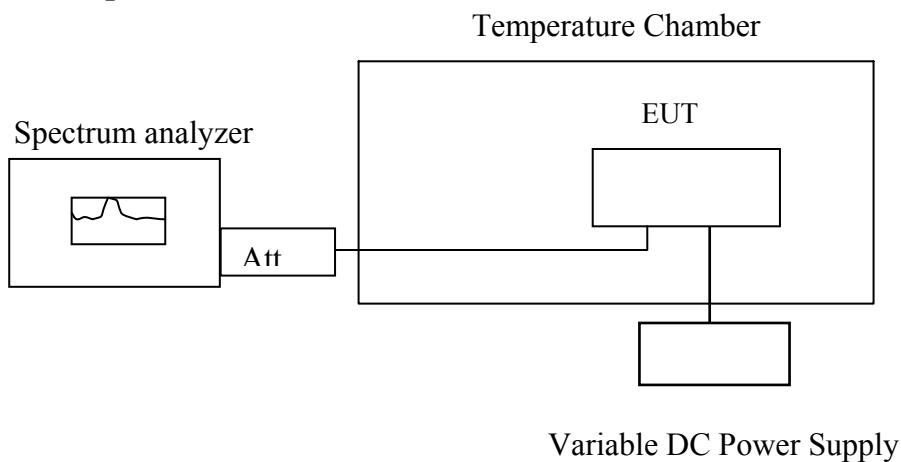 Temperature Chamber
EUT
Spectrum analyzer
Att
Variable DC Power Supply